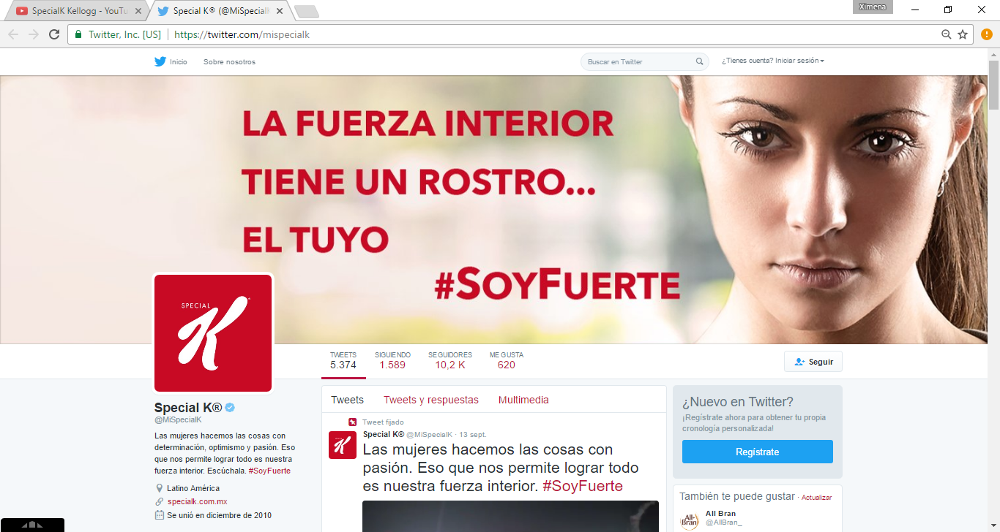 SpecialK Kellogg - YouTu
Special K® (@MiSpecialK
Ximena
Twitter, Inc. [US]
https://twitter.com/mispecialk
Inicio
Sobre nosotros
Buscar en Twitter
¿Tienes cuenta? Iniciar sesión
LA FUERZA INTERIOR
TIENE UN ROSTRO...
EL TUYO
#SOYFUERTE
SPECIAL
K
TWEETS
5.374
SIGUIENDO
1.589
SEGUIDORES
10,2 K
ME GUSTA
620
Seguir
Special K®
@MiSpecialK
Las mujeres hacemos las cosas con
determinación, optimismo y pasión. Eso
que nos permite lograr todo es nuestra
fuerza interior. Escúchala. #SoyFuerte
Latino América
specialk.com.mx
Se unió en diciembre de 2010
Tweets
Tweets y respuestas
Multimedia
Tweet fijado
Special K® @MiSpecialK · 13 sept.
Las mujeres hacemos las cosas con
pasión. Eso que nos permite lograr todo
es nuestra fuerza interior. #SoyFuerte
¿Nuevo en Twitter?
¡Regístrate ahora para obtener tu propia
cronología personalizada!
Regístrate
También te puede gustar · Actualizar
All-
Bran
All Bran
@AllBran_